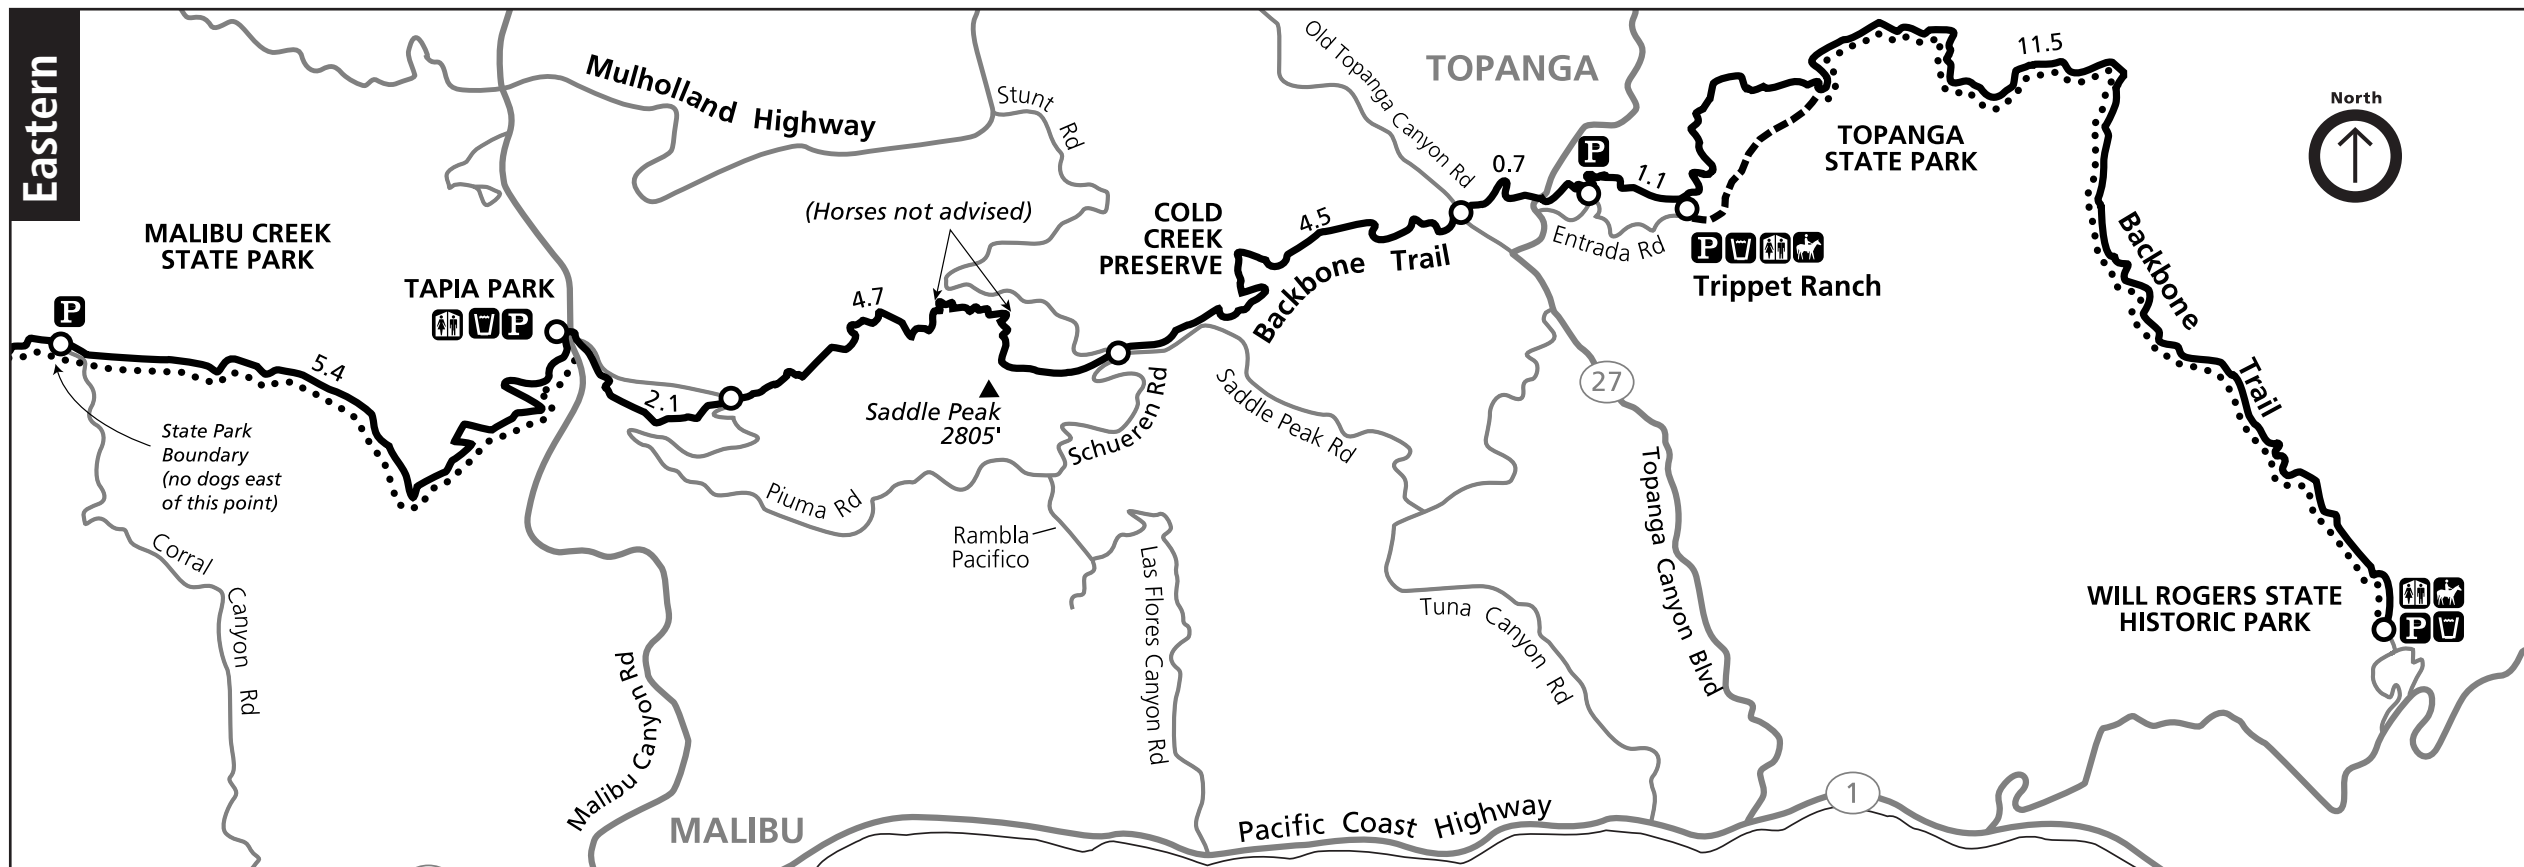 Eastern
Mulholland Highway
Stunt Rd
Old Topanga Canyon Rd
TOPANGA
11.5
North
TOPANGA
STATE PARK
P
0.7
1.1
MALIBU CREEK
STATE PARK
(Horses not advised)
COLD
CREEK
PRESERVE
4.5
Backbone Trail
Entrada Rd
P
Trippet Ranch
Backbone Trail
TAPIA PARK
P
P
4.7
5.4
2.1
Saddle Peak
2805'
Schueren Rd
Saddle Peak Rd
27
State Park
Boundary
(no dogs east
of this point)
Piuma Rd
Rambla
Pacifico
Las Flores Canyon Rd
Topanga Canyon Blvd
Corral Canyon Rd
Tuna Canyon Rd
WILL ROGERS STATE
HISTORIC PARK
P
Malibu Canyon Rd
MALIBU
Pacific Coast Highway
1